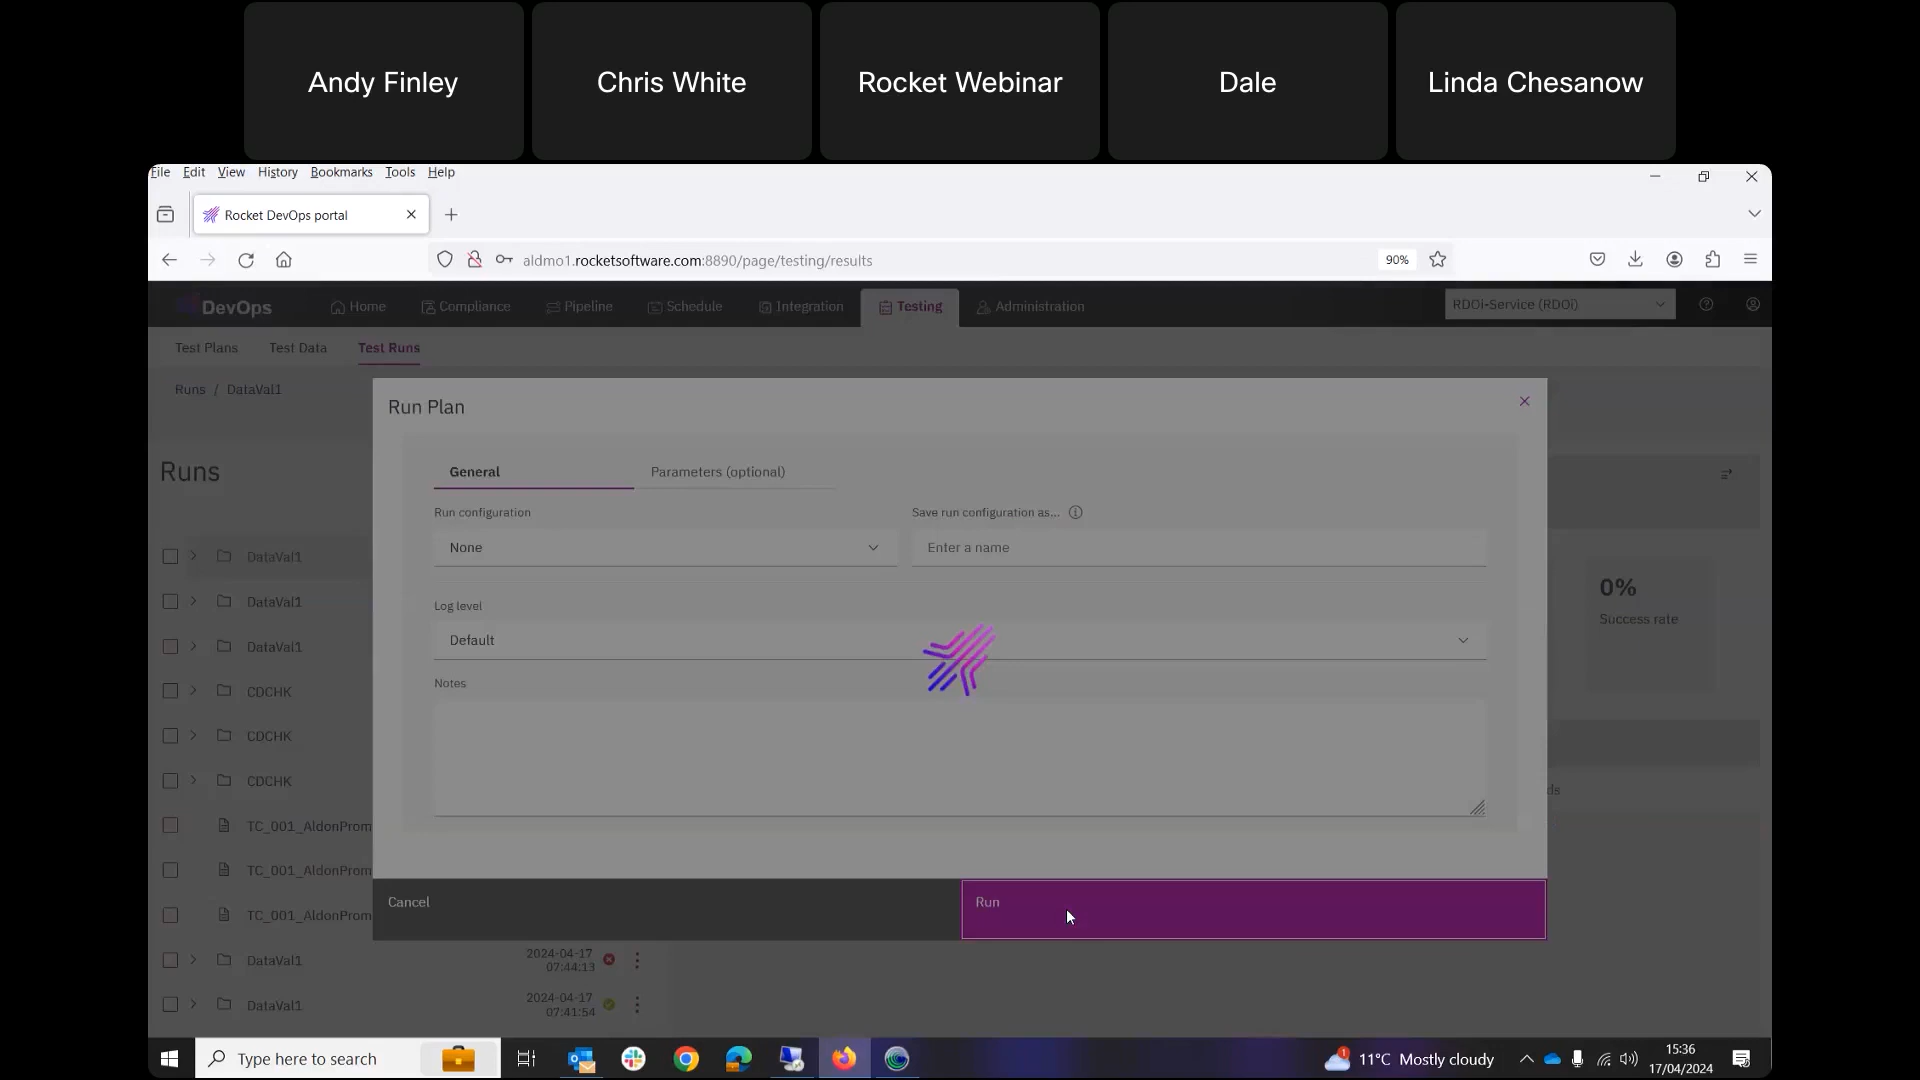 Andy Finley
Chris White
Rocket Webinar
Dale
Linda Chesanow
File Edit View History Bookmarks Tools Help
Rocket DevOps portal
aldmo1.rocketsoftware.com:8890/page/testing/results
90%
DevOps
Home
Compliance
Pipeline
Schedule
Integration
Testing
Administration
RDOi-Service (RDOi)
Test Plans
Test Data
Test Runs
Runs / DataVal1
Run Plan
General
Parameters (optional)
Run configuration
Save run configuration as...
None
Enter a name
Log level
Default
Notes
Cancel
Run
Runs
DataVal1
DataVal1
DataVal1
CDCHK
CDCHK
CDCHK
TC_001_AldonProm
TC_001_AldonProm
TC_001_AldonProm
DataVal1
2024-04-17
07:44:13
DataVal1
2024-04-17
07:41:54
0%
Success rate
ds
Type here to search
1
11°C Mostly cloudy
15:36
17/04/2024